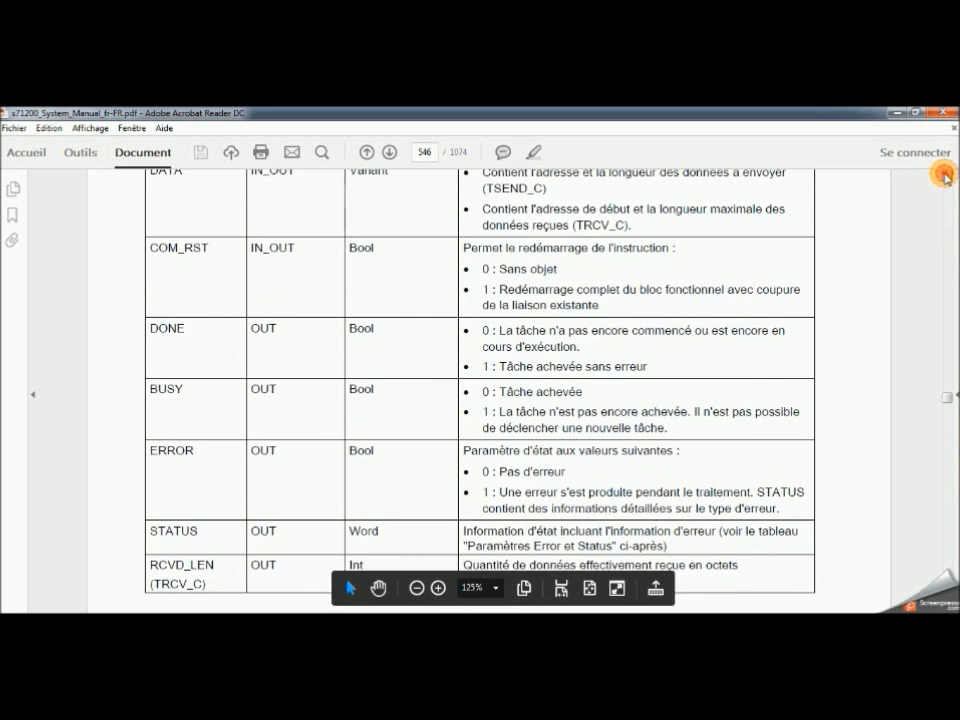 s71200_System_Manual_fr-FR.pdf - Adobe Acrobat Reader DC
Fichier Edition Affichage Fenêtre Aide
Accueil Outils Document 546 / 1074 Se connecter
DATA IN_OUT Variant
• Contient l'adresse et la longueur des données à envoyer
(TSEND_C)
• Contient l'adresse de début et la longueur maximale des
données reçues (TRCV_C).
COM_RST IN_OUT Bool Permet le redémarrage de l'instruction :
• 0 : Sans objet
• 1 : Redémarrage complet du bloc fonctionnel avec coupure
de la liaison existante
DONE OUT Bool
• 0 : La tâche n'a pas encore commencé ou est encore en
cours d'exécution.
• 1 : Tâche achevée sans erreur
BUSY OUT Bool
• 0 : Tâche achevée
• 1 : La tâche n'est pas encore achevée. Il n'est pas possible
de déclencher une nouvelle tâche.
ERROR OUT Bool Paramètre d'état aux valeurs suivantes :
• 0 : Pas d'erreur
• 1 : Une erreur s'est produite pendant le traitement. STATUS
contient des informations détaillées sur le type d'erreur.
STATUS OUT Word Information d'état incluant l'information d'erreur (voir le tableau
"Paramètres Error et Status" ci-après)
RCVD_LEN OUT Int Quantité de données effectivement reçue en octets
(TRCV_C)
125%